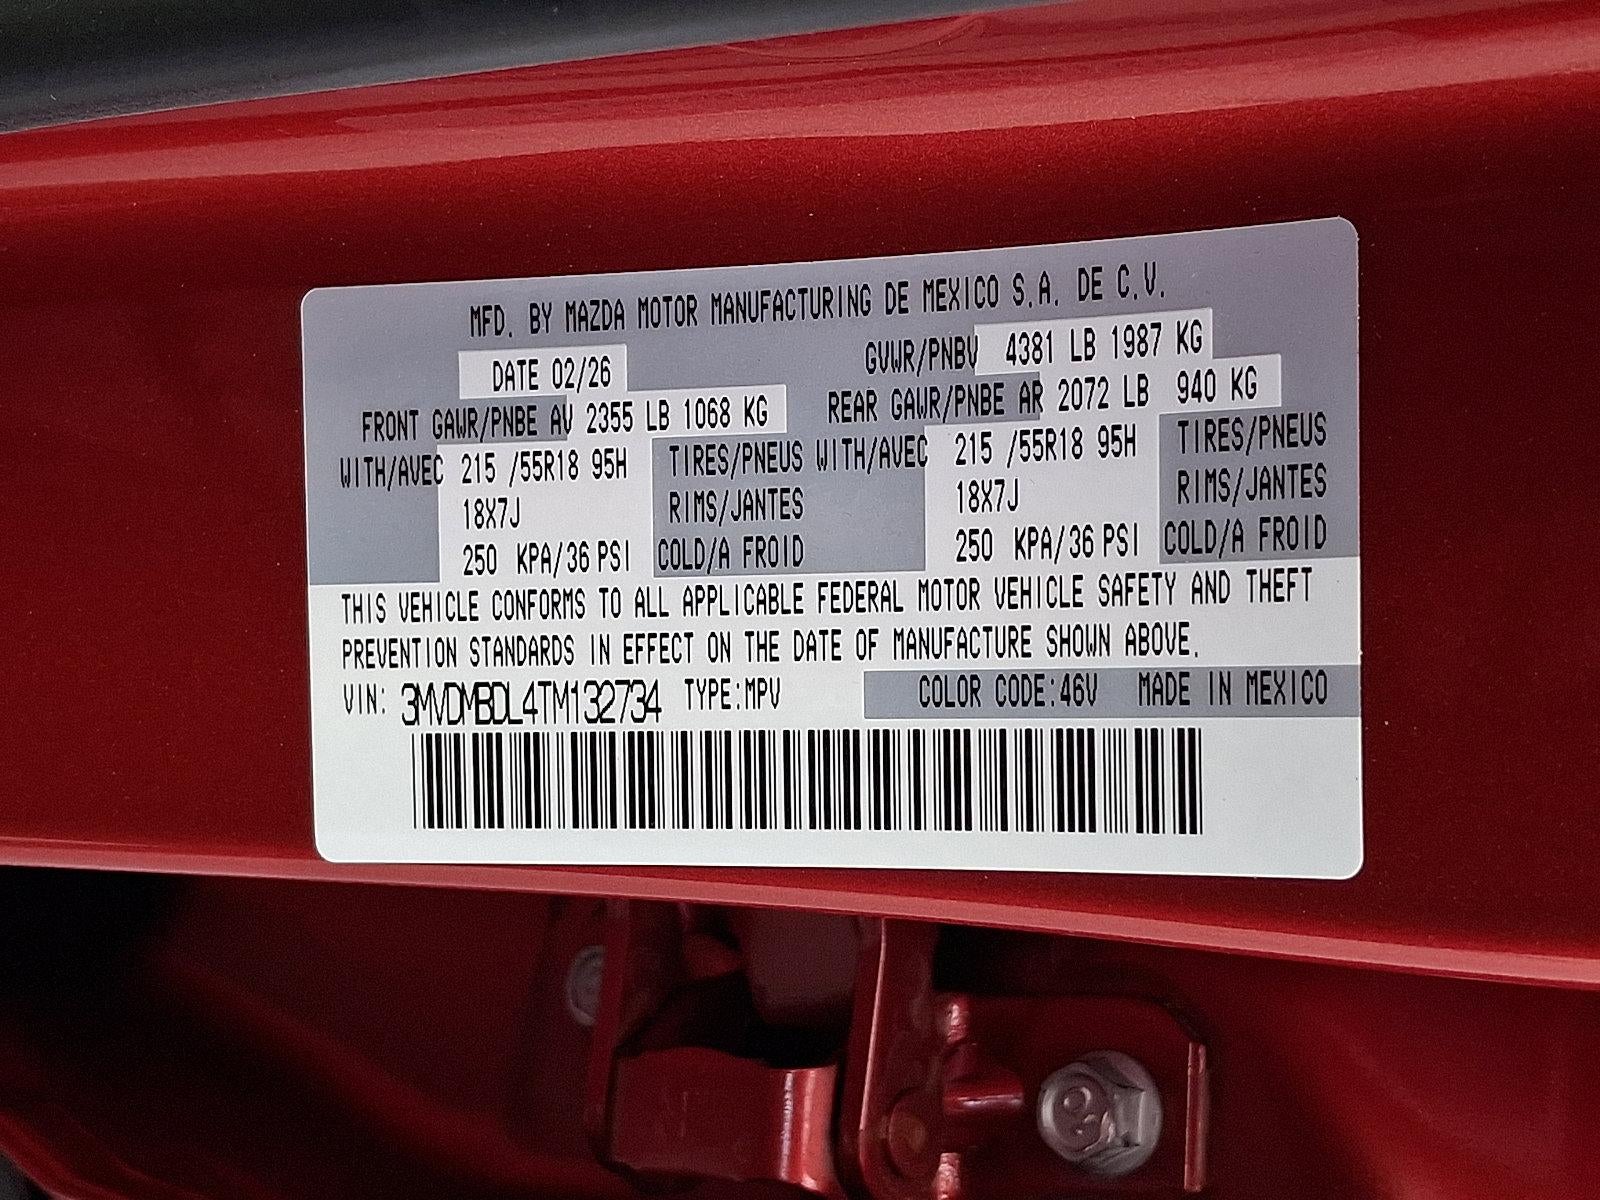 MFD. BY MAZDA MOTOR MANUFACTURING DE MEXICO S.A. DE C.V.
DATE 02/26 GVWR/PNBV 4381 LB 1987 KG
FRONT GAWR/PNBE AV 2355 LB 1068 KG REAR GAWR/PNBE AR 2072 LB 940 KG
WITH/AVEC 215 /55R18 95H TIRES/PNEUS WITH/AVEC 215 /55R18 95H TIRES/PNEUS
18X7J RIMS/JANTES 18X7J RIMS/JANTES
250 KPA/36 PSI COLD/A FROID 250 KPA/36 PSI COLD/A FROID
THIS VEHICLE CONFORMS TO ALL APPLICABLE FEDERAL MOTOR VEHICLE SAFETY AND THEFT
PREVENTION STANDARDS IN EFFECT ON THE DATE OF MANUFACTURE SHOWN ABOVE.
VIN: 3MVDMBDL4TM132734 TYPE:MPV COLOR CODE:46V MADE IN MEXICO